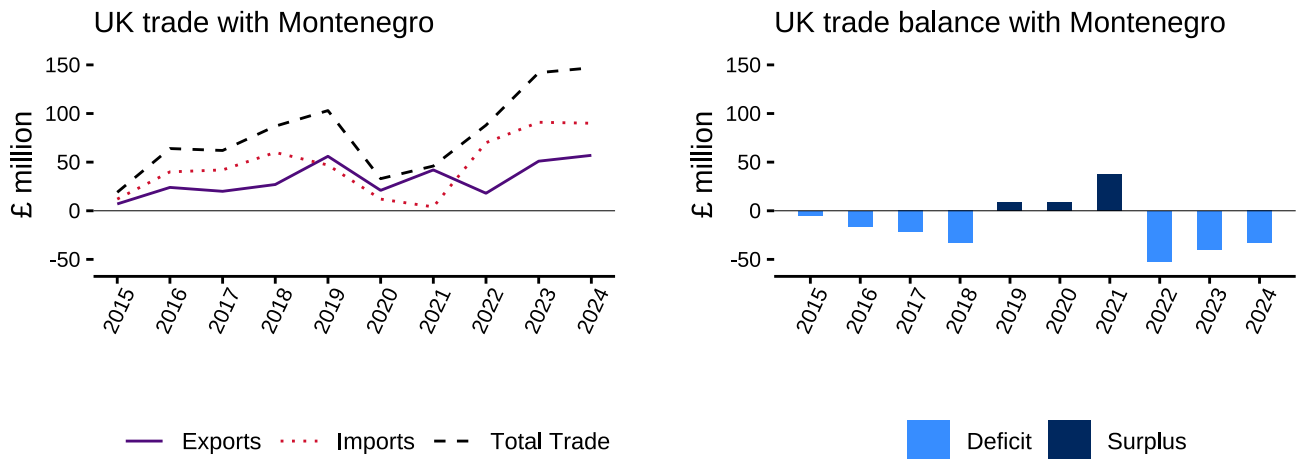 UK trade with Montenegro
£ million
150
100
50
0
-50
2015 2016 2017 2018 2019 2020 2021 2022 2023 2024
Exports Imports Total Trade
UK trade balance with Montenegro
£ million
150
100
50
0
-50
2015 2016 2017 2018 2019 2020 2021 2022 2023 2024
Deficit Surplus